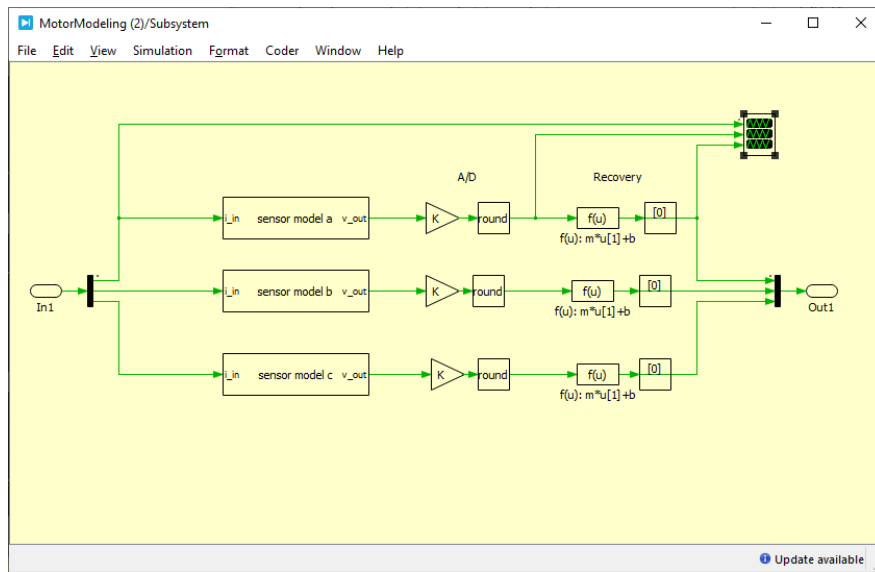 MotorModeling (2)/Subsystem
File Edit View Simulation Format Coder Window Help
A/D Recovery
i_in sensor model a v_out K round f(u) [0]
f(u): m*u[1]+b
In1
i_in sensor model b v_out K round f(u) [0]
f(u): m*u[1]+b
Out1
i_in sensor model c v_out K round f(u) [0]
f(u): m*u[1]+b
Update available